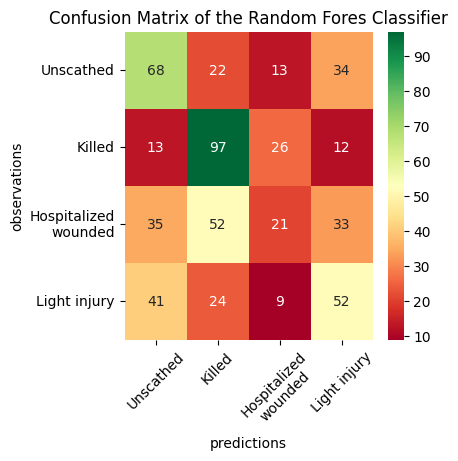 Confusion Matrix of the Random Fores Classifier
observations
Unscathed
68 22 13 34
Killed
13 97 26 12
Hospitalized
wounded
35 52 21 33
Light injury
41 24 9 52
Unscathed
Killed
Hospitalized
wounded
Light injury
predictions
90
80
70
60
50
40
30
20
10